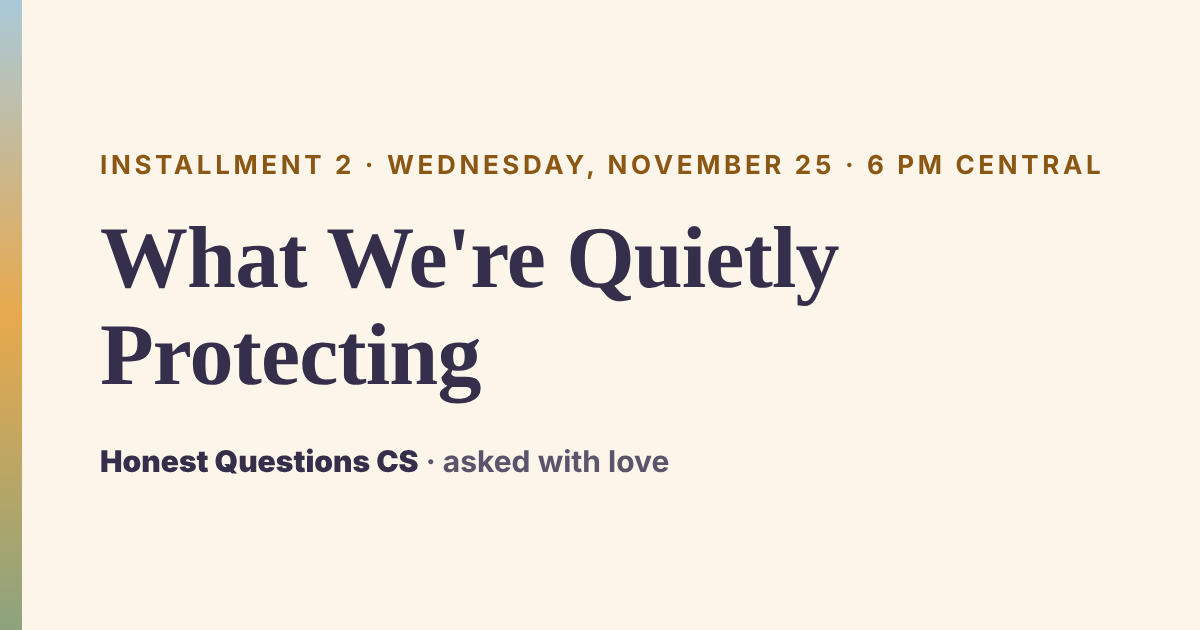 INSTALLMENT 2 · WEDNESDAY, NOVEMBER 25 · 6 PM CENTRAL
What We're Quietly
Protecting
Honest Questions CS · asked with love